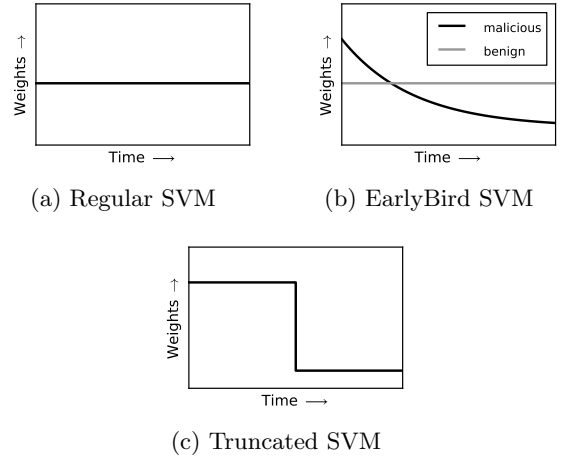 Weights →
Time →
(a) Regular SVM
Weights →
malicious
benign
Time →
(b) EarlyBird SVM
Weights →
Time →
(c) Truncated SVM